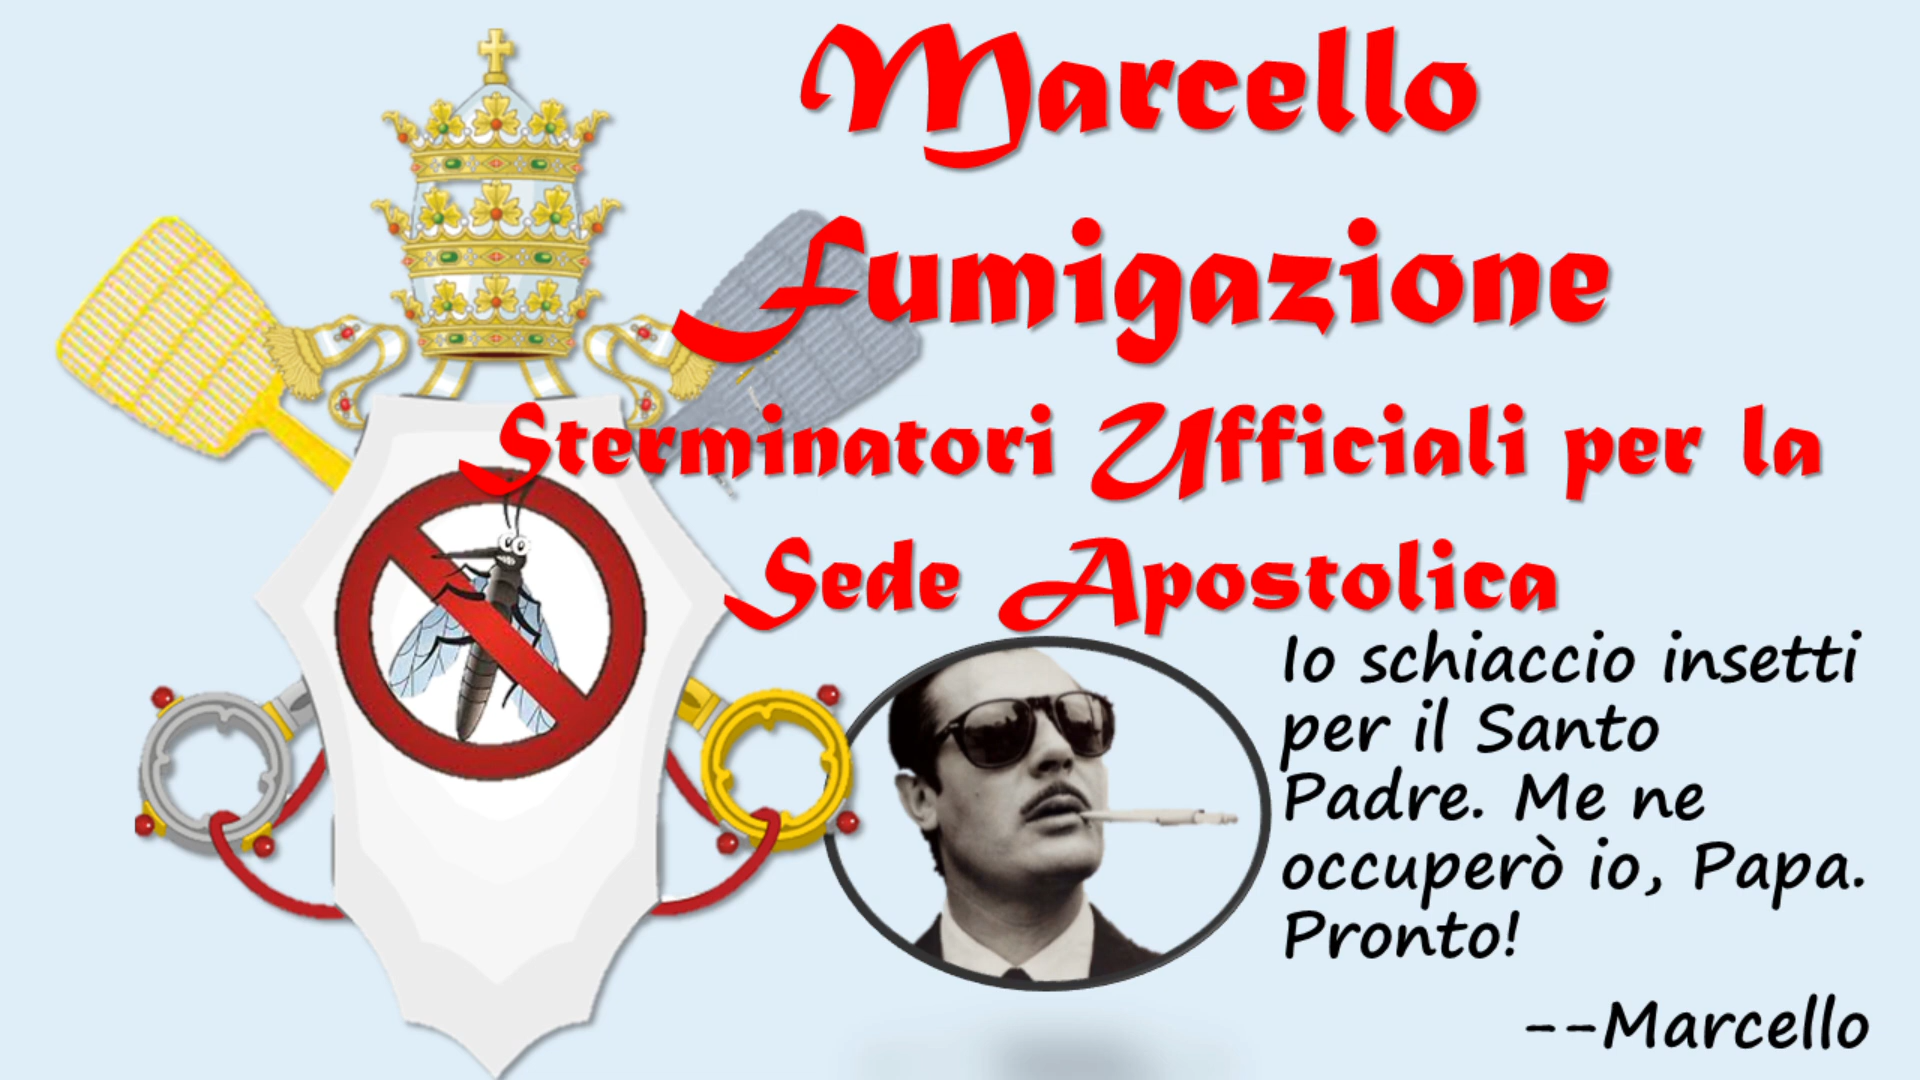 Marcello
Fumigazione
Sterminatori Ufficiali per la
Sede Apostolica
Io schiaccio insetti
per il Santo
Padre. Me ne
occuperò io, Papa.
Pronto!
--Marcello